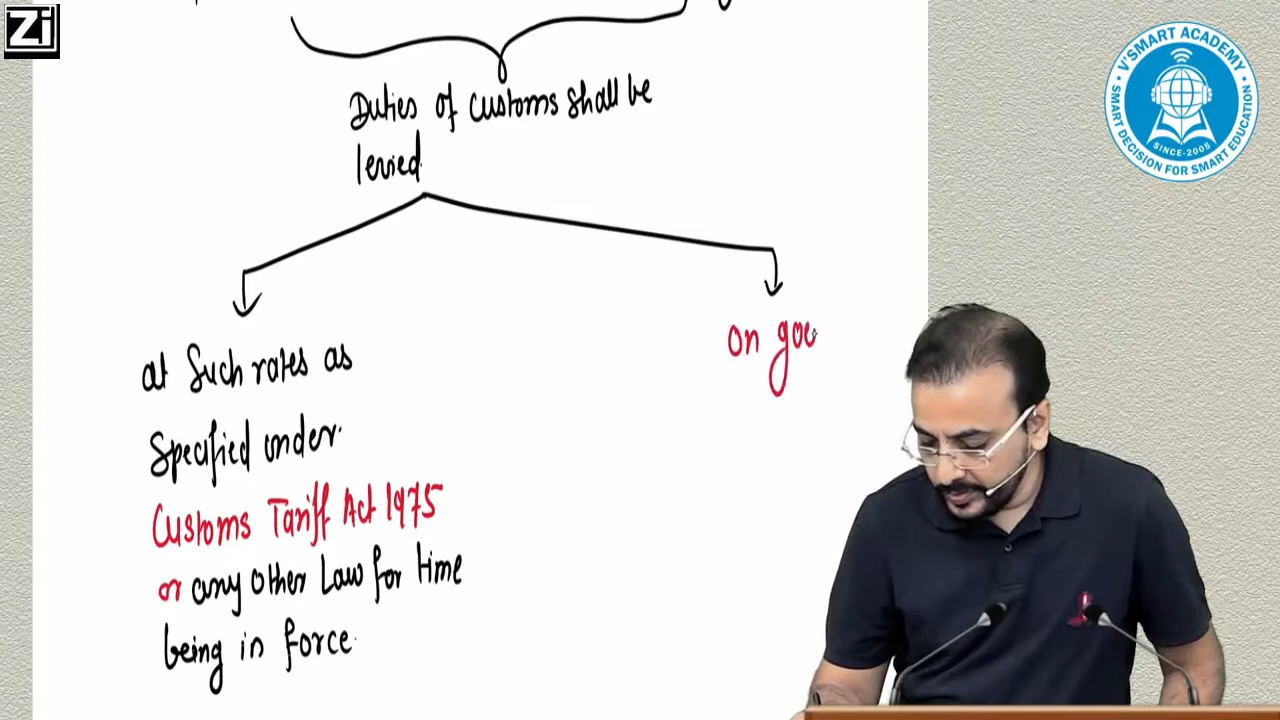 Zi
Duties of Customs shall be
levied
at Such rates as
Specified under
Customs Tariff Act 1975
or any other Law for time
being in force
on goo
V'SMART ACADEMY
SINCE-2005
SMART DECISION FOR SMART EDUCATION